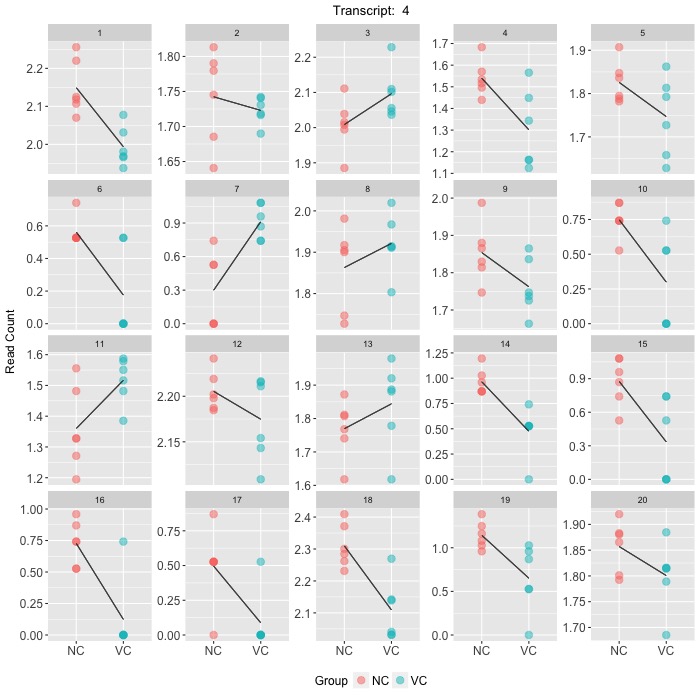 Transcript: 4
Read Count
1 2 3 4 5
2.2 1.80 2.2 1.7 1.9
2.1 1.75 2.1 1.6 1.8
2.0 1.70 2.0 1.5 1.7
1.65 1.9 1.4
1.3
1.2
1.1
6 7 8 9 10
0.6 0.9 2.0 2.0 0.75
0.4 0.6 1.9 1.9 0.50
0.2 0.3 1.8 1.8 0.25
0.0 0.0 1.7 0.00
11 12 13 14 15
1.6 2.20 1.9 1.25 0.9
1.5 2.15 1.8 1.00 0.6
1.4 1.7 0.75 0.3
1.3 1.6 0.50 0.0
1.2 0.25
0.00
16 17 18 19 20
1.00 0.75 2.4 1.0 1.90
0.75 0.50 2.3 0.5 1.85
0.50 0.25 2.2 0.0 1.80
0.25 0.00 2.1 1.75
0.00 1.70
NC VC NC VC NC VC NC VC NC VC
Group NC VC